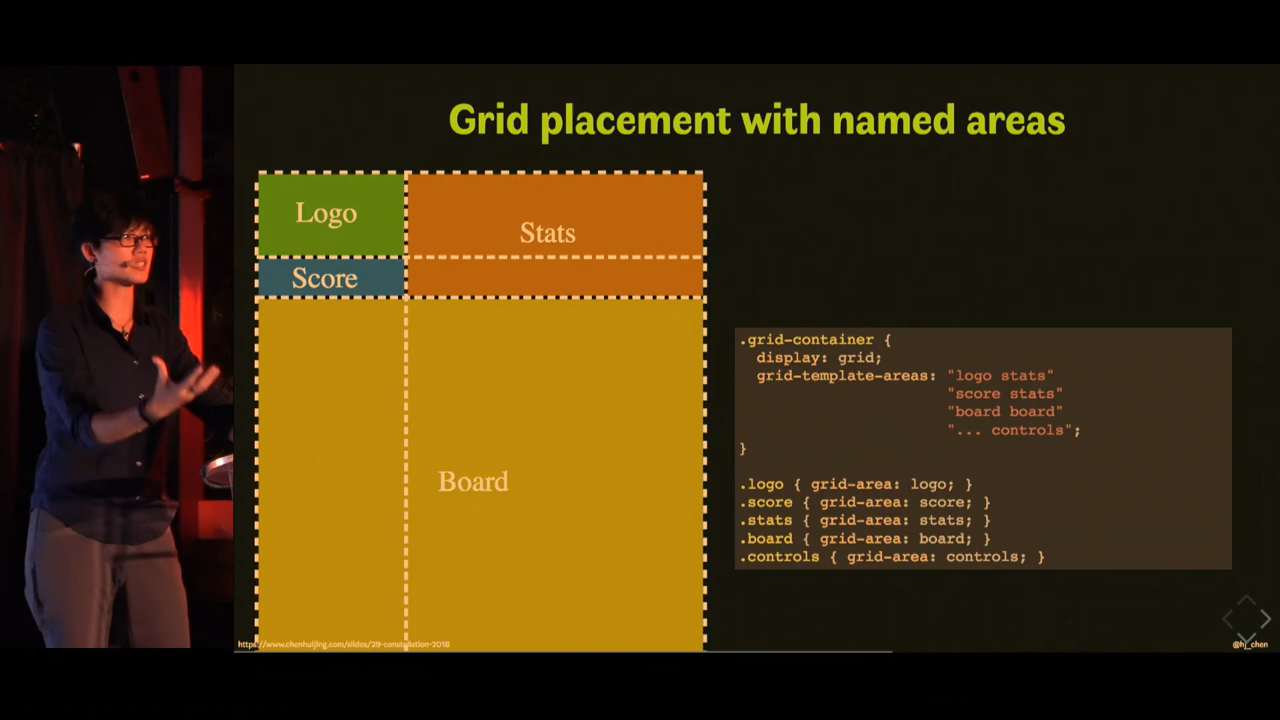 Grid placement with named areas
Logo
Stats
Score
Board
.grid-container {
display: grid;
grid-template-areas: "logo stats"
"score stats"
"board board"
"... controls";
}
.logo { grid-area: logo; }
.score { grid-area: score; }
.stats { grid-area: stats; }
.board { grid-area: board; }
.controls { grid-area: controls; }
https://www.chenhuijing.com/slides/29-constellation-2018
@hj_chen